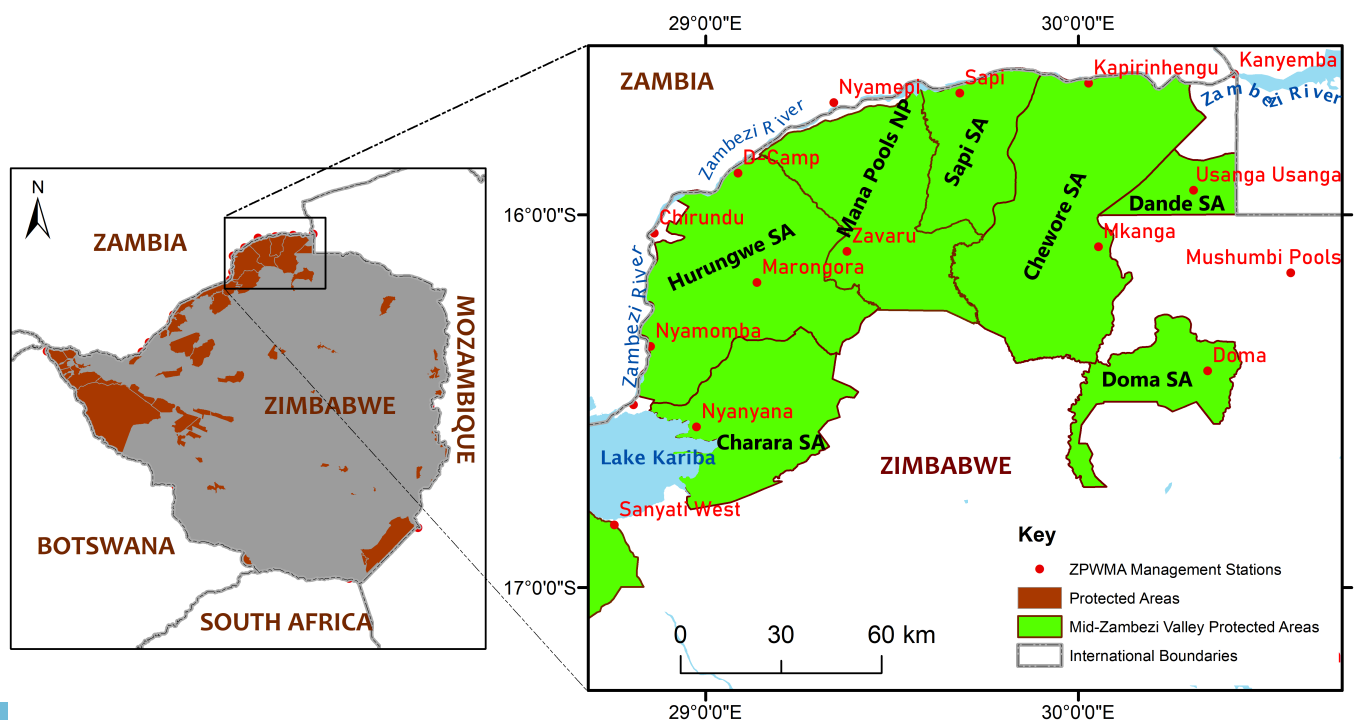 N
ZAMBIA
ZIMBABWE
MOZAMBIQUE
BOTSWANA
SOUTH AFRICA
29°0'0"E
30°0'0"E
ZAMBIA
Nyamepi
Sapi
Kapirinhengu
Kanyemba
Zambezi River
Zambezi River
D-Camp
Mana Pools NP
Sapi SA
Usanga Usanga
Dande SA
16°0'0"S
Chirundu
Hurungwe SA
Zavaru
Chewore SA
Mkanga
Marongora
Mushumbi Pools
Zambezi River
Nyamomba
Doma
Doma SA
Nyanyana
Charara SA
Lake Kariba
ZIMBABWE
Sanyati West
17°0'0"S
Key
ZPWMA Management Stations
Protected Areas
Mid-Zambezi Valley Protected Areas
International Boundaries
0 30 60 km
29°0'0"E
30°0'0"E